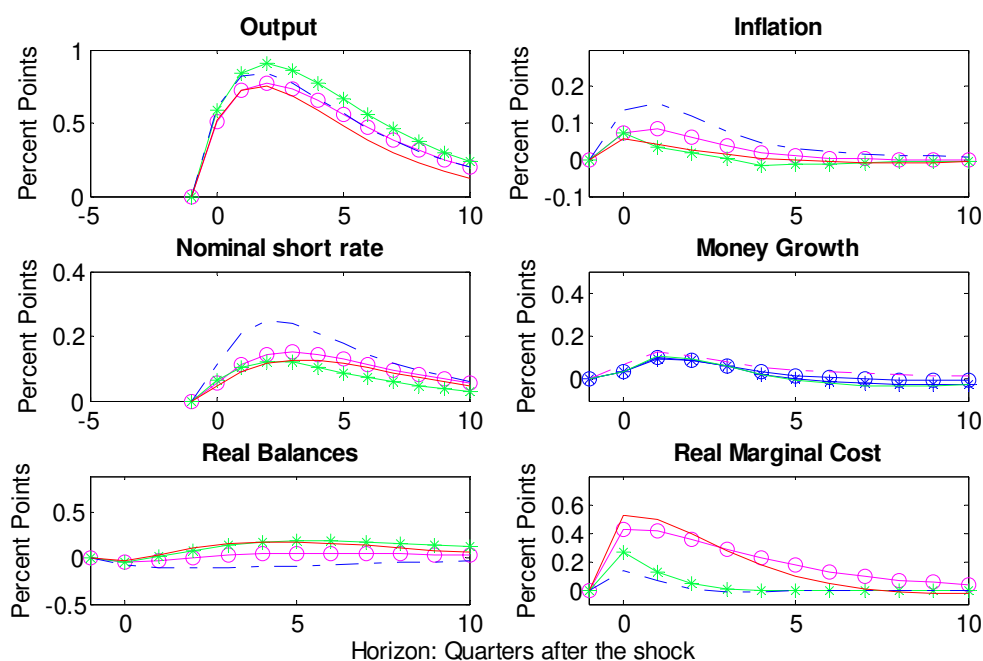 Output
Inflation
Percent Points
1
0.5
0
-5 0 5 10
Percent Points
0.2
0.1
0
-0.1
0 5 10
Nominal short rate
Money Growth
Percent Points
0.4
0.2
0
-5 0 5 10
Percent Points
0.4
0.2
0
0 5 10
Real Balances
Real Marginal Cost
Percent Points
0.5
0
-0.5
0 5 10
Percent Points
0.6
0.4
0.2
0
0 5 10
Horizon: Quarters after the shock